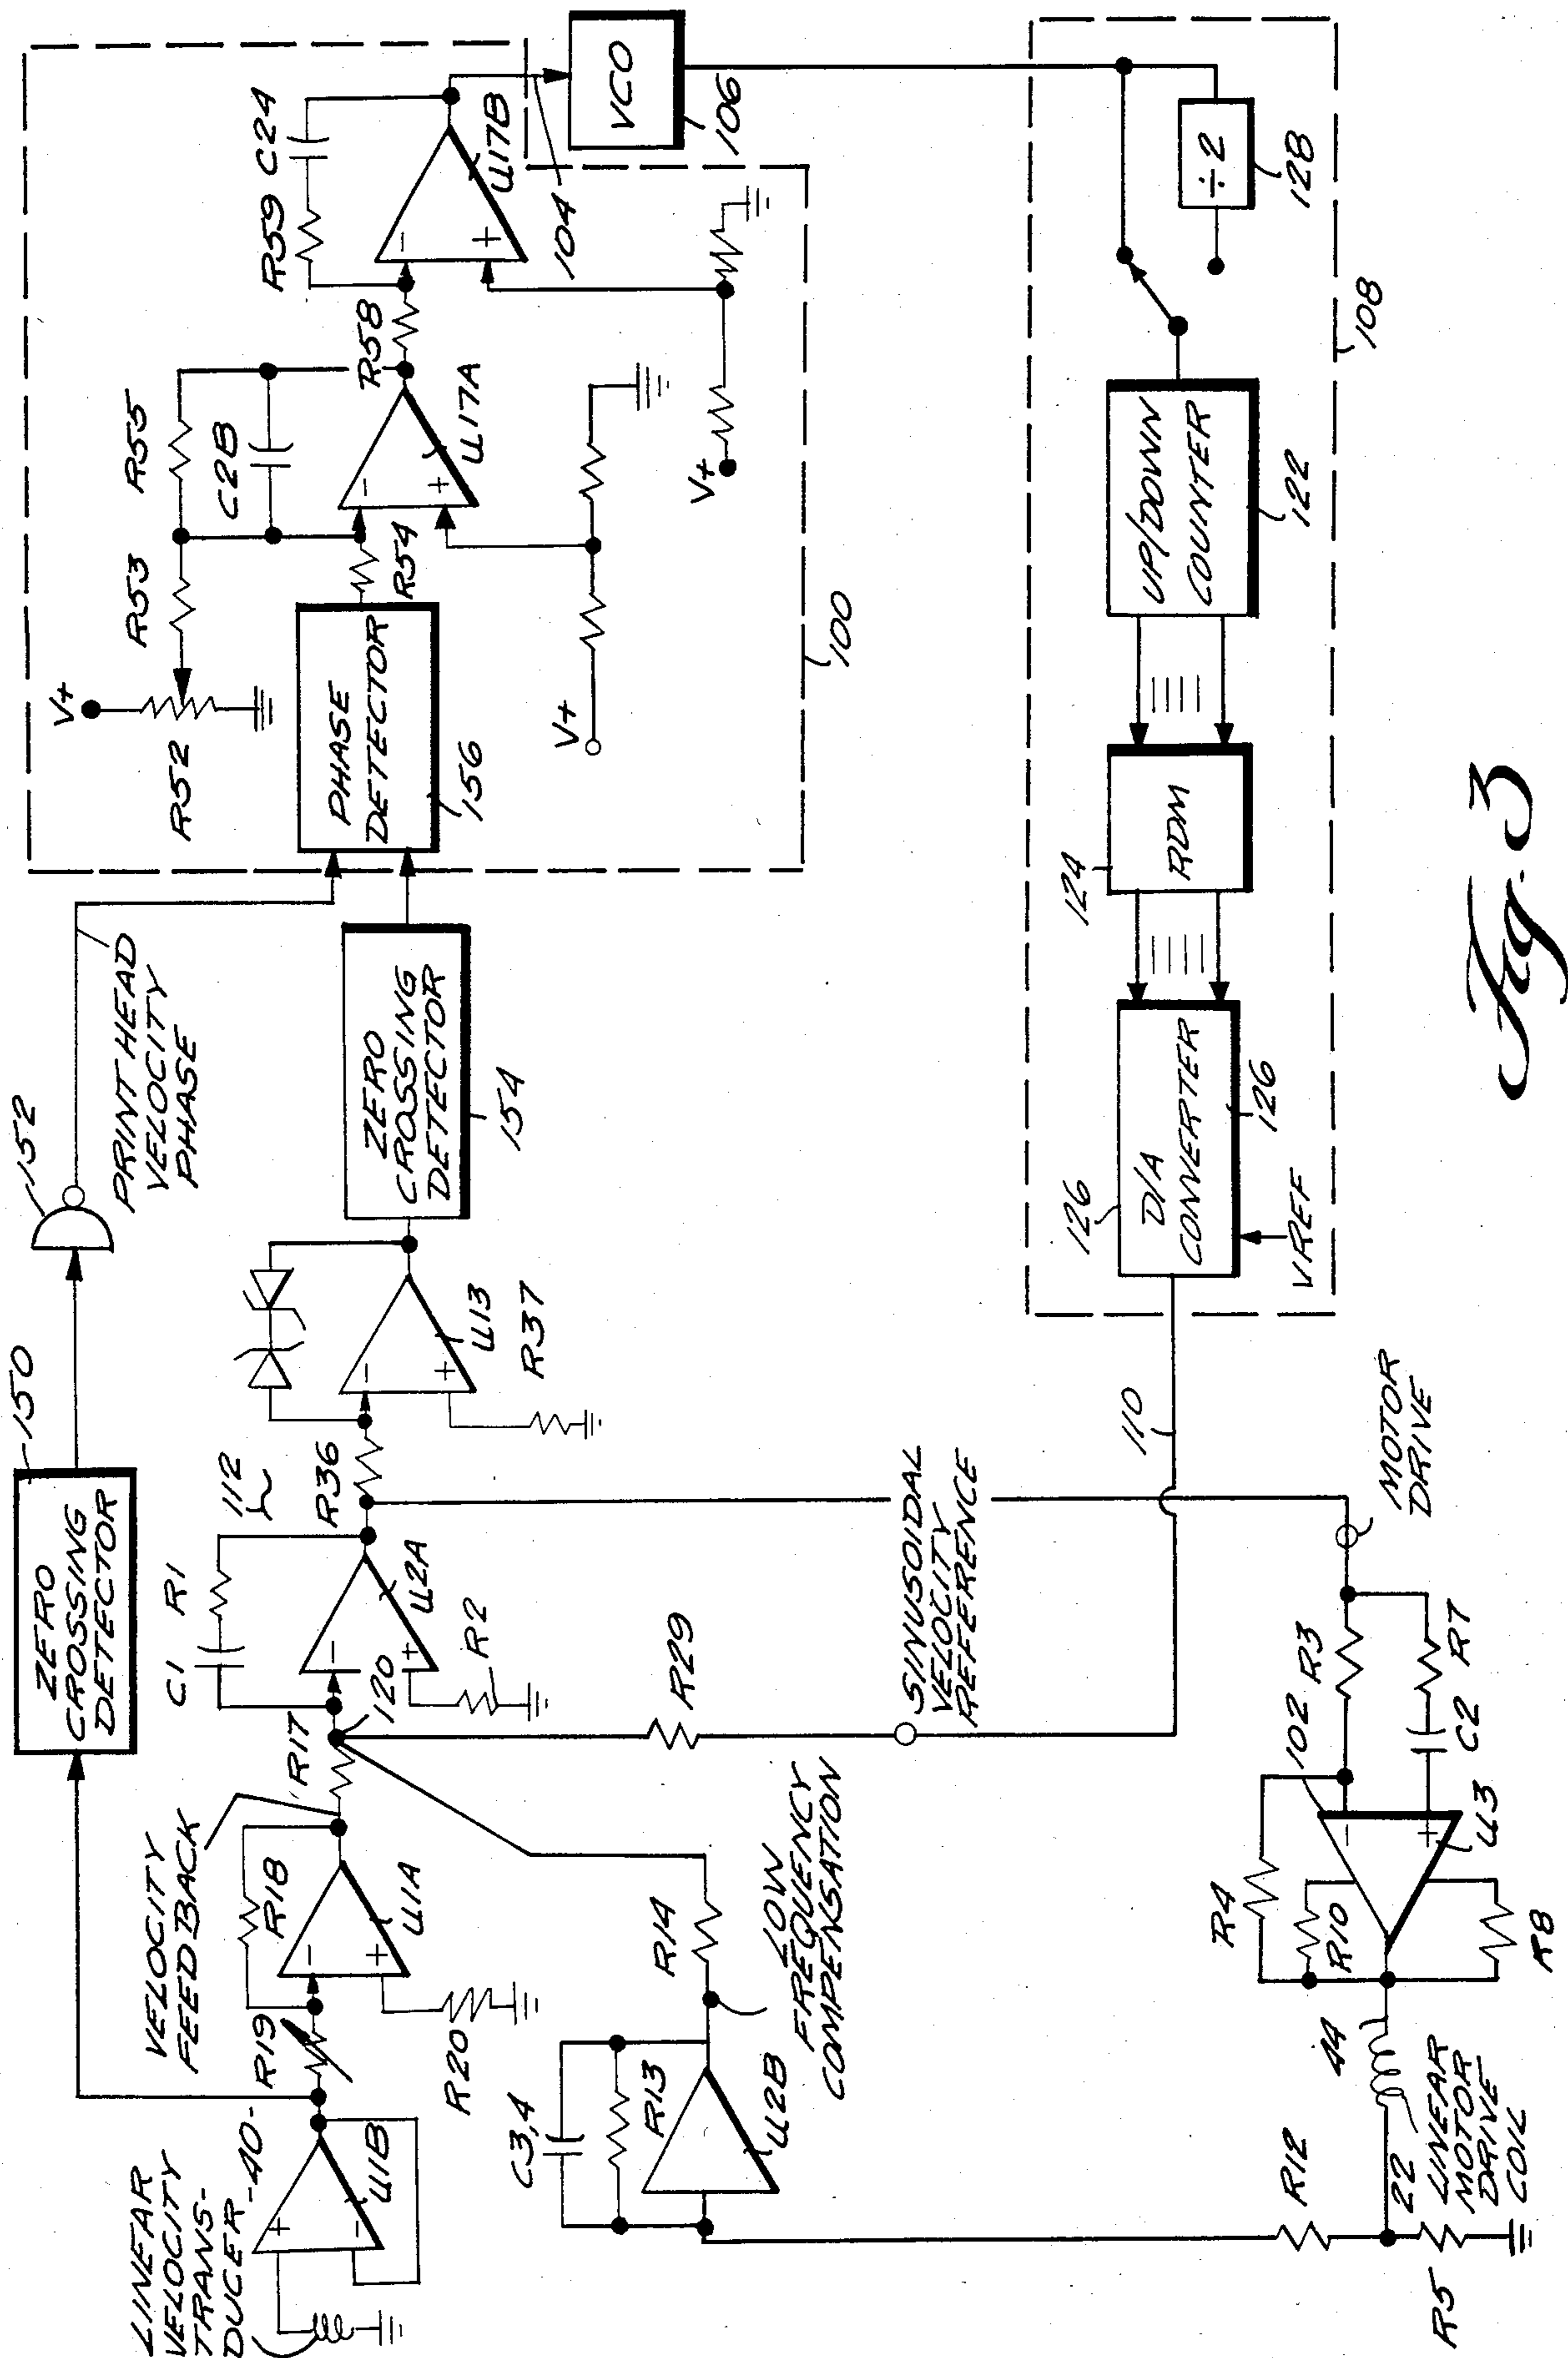 LINEAR
VELOCITY
TRANS-
DUCER-40-
U1B
+
-
R19
R18
-
+
U1A
R20
VELOCITY
FEEDBACK
ZERO
CROSSING
DETECTOR
150
152
PRINT HEAD
VELOCITY
PHASE
R17
120
C1 R1
112
-
+
U2A
R2
R36
-
+
U13
R37
ZERO
CROSSING
DETECTOR
154
PHASE
DETECTOR
156
V+
R52
R53
R55
C2B
R54
-
+
U17A
V+
R58
R59 C24
-
+
U17B
V+
100
104
VCO
106
÷ 2
128
108
UP/DOWN
COUNTER
122
RDM
124
D/A
CONVERTER
126
126
VREF
110
SINUSOIDAL
VELOCITY
REFERENCE
R29
C3,4
R13
U2B
R14
LOW
FREQUENCY
COMPENSATION
MOTOR
DRIVE
R3
R7
C2
102
-
+
U3
R4
R10
R8
44
22
LINEAR
MOTOR
DRIVE
COIL
R12
R5
Fig. 3